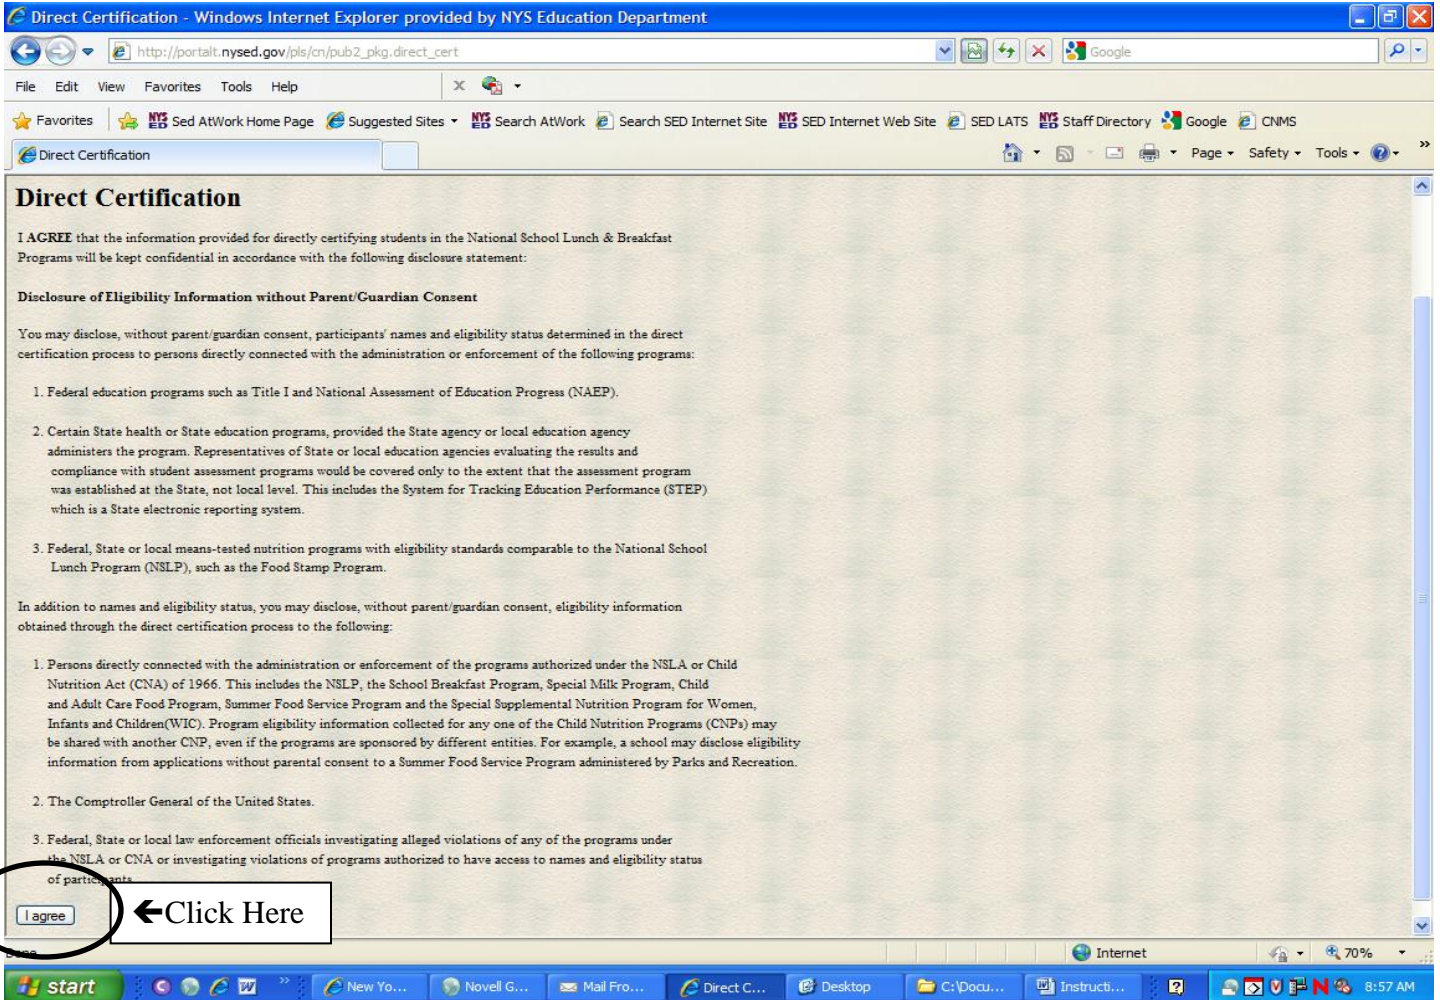 Direct Certification - Windows Internet Explorer provided by NYS Education Department
http://portalt.nysed.gov/pls/cn/pub2_pkg.direct_cert
Google
File Edit View Favorites Tools Help
x
Favorites NYS ED Sed AtWork Home Page Suggested Sites NYS ED Search AtWork Search SED Internet Site NYS ED SED Internet Web Site SED LATS NYS ED Staff Directory Google CNMS
Direct Certification
Page Safety Tools »
Direct Certification
I AGREE that the information provided for directly certifying students in the National School Lunch & Breakfast
Programs will be kept confidential in accordance with the following disclosure statement:
Disclosure of Eligibility Information without Parent/Guardian Consent
You may disclose, without parent/guardian consent, participants' names and eligibility status determined in the direct
certification process to persons directly connected with the administration or enforcement of the following programs:
1. Federal education programs such as Title I and National Assessment of Education Progress (NAEP).
2. Certain State health or State education programs, provided the State agency or local education agency
administers the program. Representatives of State or local education agencies evaluating the results and
compliance with student assessment programs would be covered only to the extent that the assessment program
was established at the State, not local level. This includes the System for Tracking Education Performance (STEP)
which is a State electronic reporting system.
3. Federal, State or local means-tested nutrition programs with eligibility standards comparable to the National School
Lunch Program (NSLP), such as the Food Stamp Program.
In addition to names and eligibility status, you may disclose, without parent/guardian consent, eligibility information
obtained through the direct certification process to the following:
1. Persons directly connected with the administration or enforcement of the programs authorized under the NSLA or Child
Nutrition Act (CNA) of 1966. This includes the NSLP, the School Breakfast Program, Special Milk Program, Child
and Adult Care Food Program, Summer Food Service Program and the Special Supplemental Nutrition Program for Women,
Infants and Children(WIC). Program eligibility information collected for any one of the Child Nutrition Programs (CNPs) may
be shared with another CNP, even if the programs are sponsored by different entities. For example, a school may disclose eligibility
information from applications without parental consent to a Summer Food Service Program administered by Parks and Recreation.
2. The Comptroller General of the United States.
3. Federal, State or local law enforcement officials investigating alleged violations of any of the programs under
the NSLA or CNA or investigating violations of programs authorized to have access to names and eligibility status
of participants.
I agree
←Click Here
Done
Internet 70%
start » New Yo... Novell G... Mail Fro... Direct C... Desktop C:\Docu... Instructi... 8:57 AM